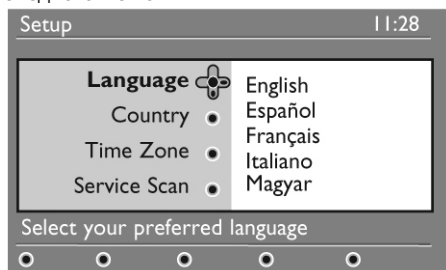 Setup 11:28
Language
Country
Time Zone
Service Scan
English
Español
Français
Italiano
Magyar
Select your preferred language